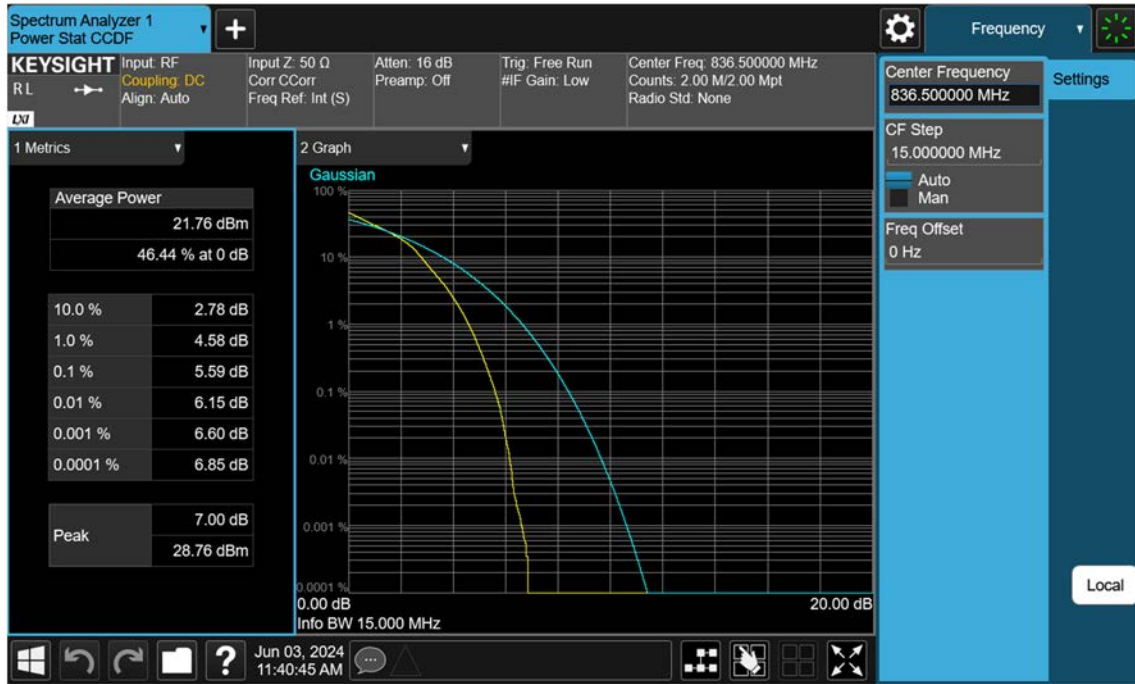 Spectrum Analyzer 1
Power Stat CCDF
+
Frequency
KEYSIGHT
RL
LXI
Input: RF
Coupling: DC
Align: Auto
Input Z: 50 Ω
Corr CCorr
Freq Ref: Int (S)
Atten: 16 dB
Preamp: Off
Trig: Free Run
#IF Gain: Low
Center Freq: 836.500000 MHz
Counts: 2.00 M/2.00 Mpt
Radio Std: None
Center Frequency
836.500000 MHz
Settings
CF Step
15.000000 MHz
Auto
Man
Freq Offset
0 Hz
Local
1 Metrics
Average Power
21.76 dBm
46.44 % at 0 dB
10.0 % 2.78 dB
1.0 % 4.58 dB
0.1 % 5.59 dB
0.01 % 6.15 dB
0.001 % 6.60 dB
0.0001 % 6.85 dB
Peak
7.00 dB
28.76 dBm
2 Graph
Gaussian
100 %
10 %
1 %
0.1 %
0.01 %
0.001 %
0.0001 %
0.00 dB 20.00 dB
Info BW 15.000 MHz
?
Jun 03, 2024
11:40:45 AM